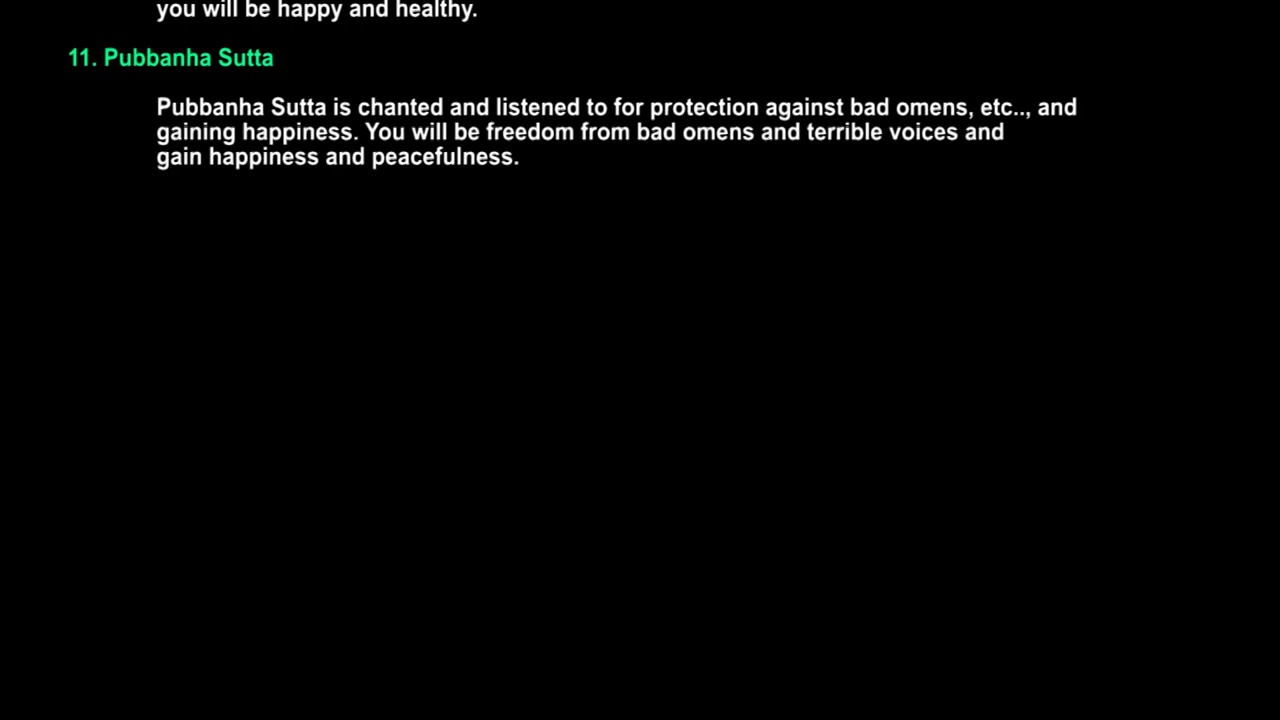 you will be happy and healthy.
11. Pubbanha Sutta
Pubbanha Sutta is chanted and listened to for protection against bad omens, etc.., and
gaining happiness. You will be freedom from bad omens and terrible voices and
gain happiness and peacefulness.